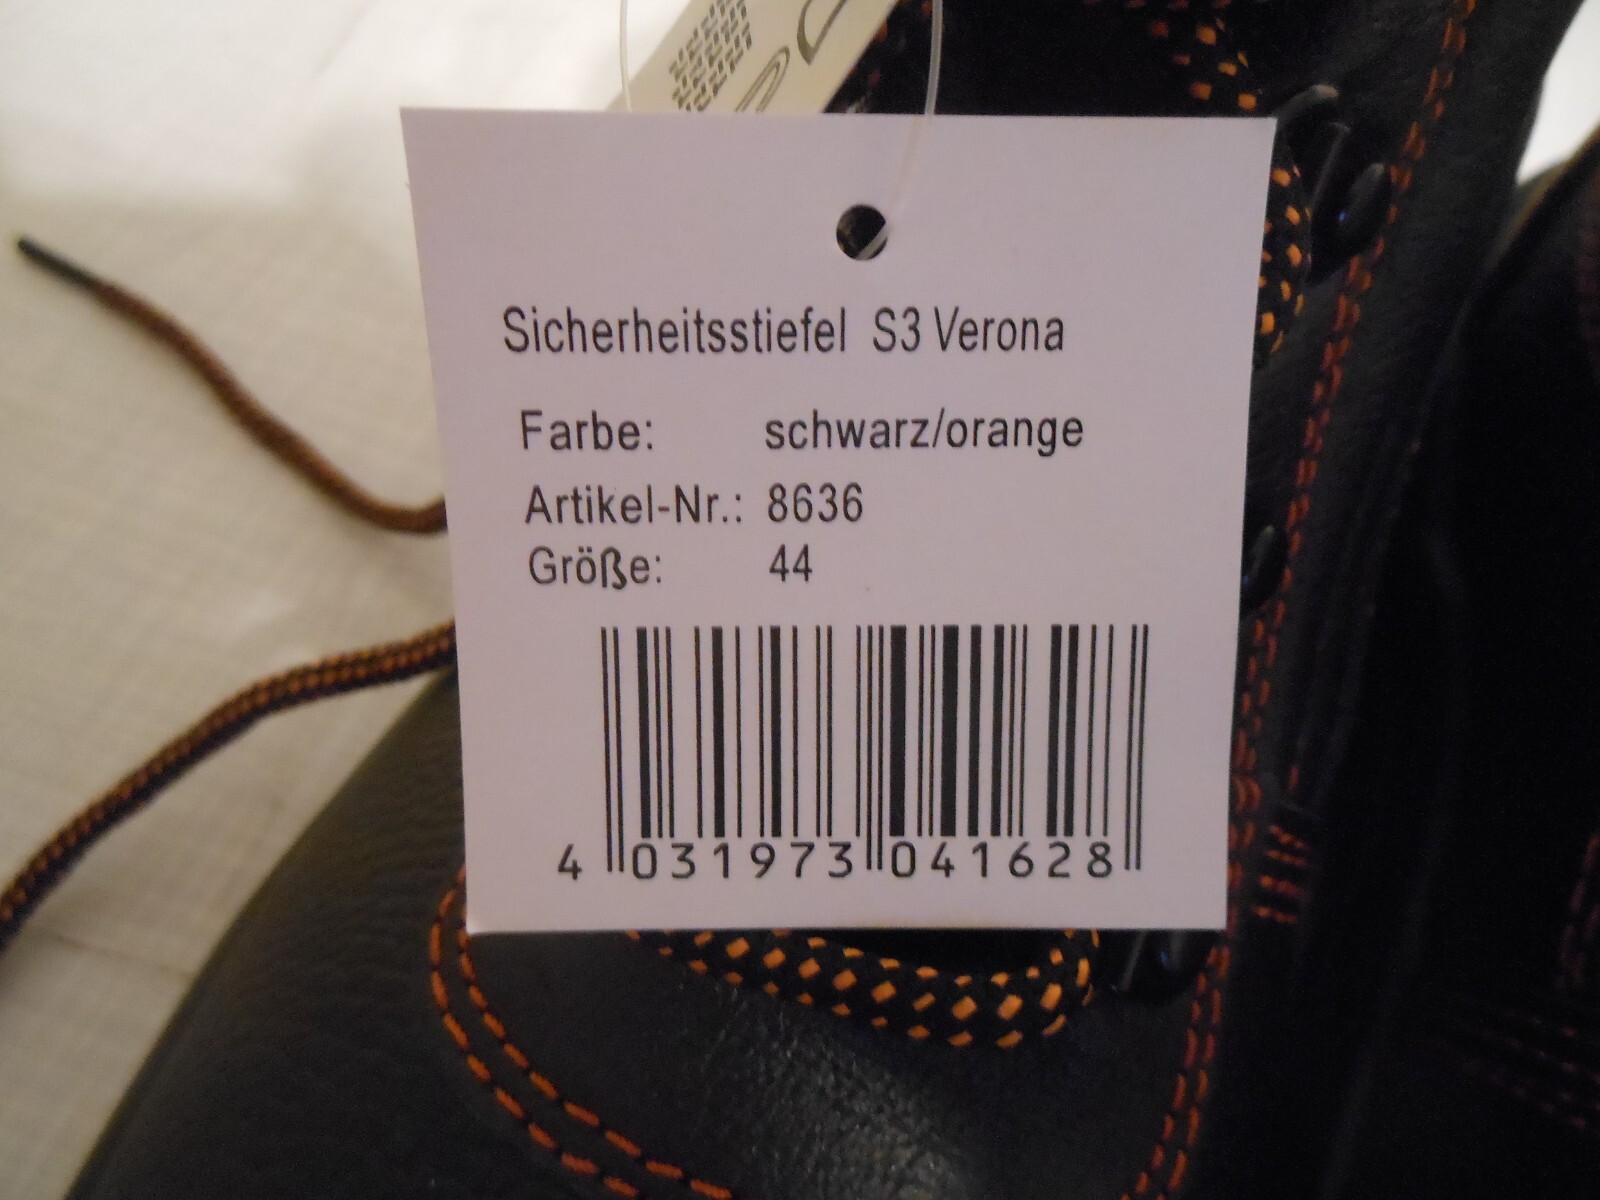 Sicherheitsstiefel S3 Verona
Farbe: schwarz/orange
Artikel-Nr.: 8636
Größe: 44
4 031973 041628